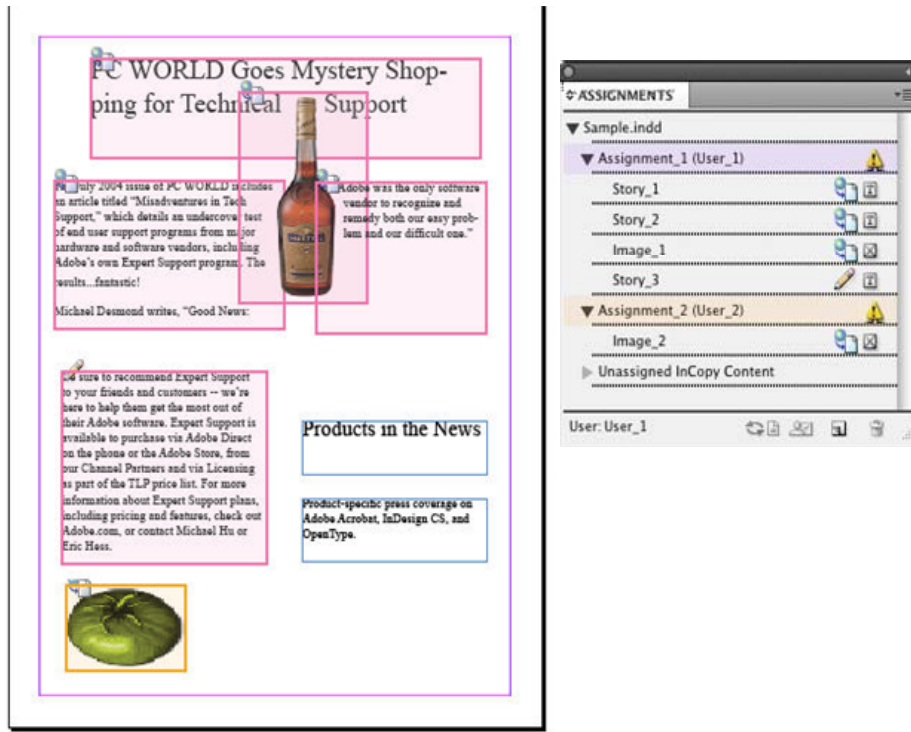 PC WORLD Goes Mystery Shop-
ping for Technical Support
July 2004 issue of PC WORLD includes
an article titled “Misadventures in Tech
Support,” which details an undercover test
of end user support programs from major
hardware and software vendors, including
Adobe’s own Expert Support program. The
results...fantastic!
Michael Desmond writes, “Good News:
Adobe was the only software
vendor to recognize and
remedy both our easy prob-
lem and our difficult one.”
Be sure to recommend Expert Support
to your friends and customers -- we’re
here to help them get the most out of
their Adobe software. Expert Support is
available to purchase via Adobe Direct
on the phone or the Adobe Store, from
our Channel Partners and via Licensing
as part of the TLP price list. For more
information about Expert Support plans,
including pricing and features, check out
Adobe.com, or contact Michael Hu or
Eric Hess.
Products in the News
Product-specific press coverage on
Adobe Acrobat, InDesign CS, and
OpenType.
ASSIGNMENTS
Sample.indd
Assignment_1 (User_1)
Story_1
Story_2
Image_1
Story_3
Assignment_2 (User_2)
Image_2
Unassigned InCopy Content
User: User_1